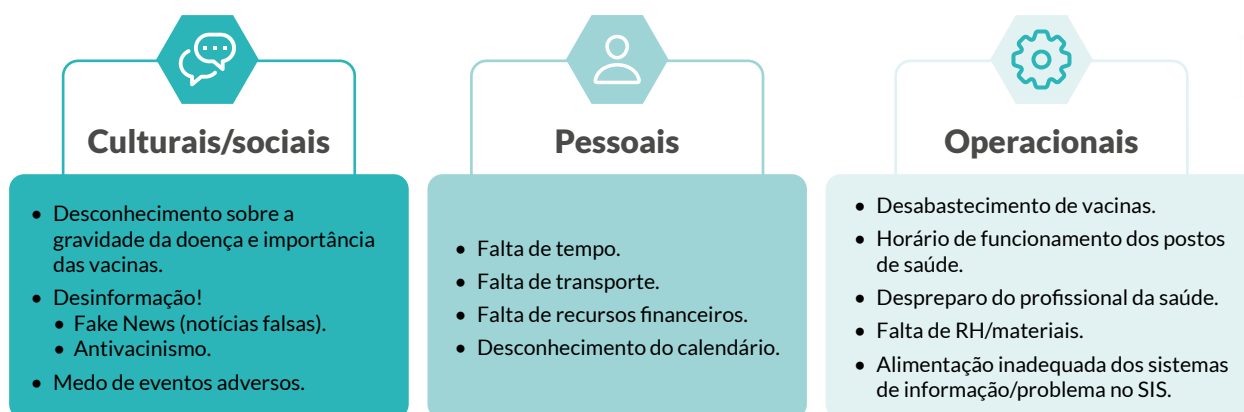 Culturais/sociais
• Desconhecimento sobre a
gravidade da doença e importância
das vacinas.
• Desinformação!
• Fake News (notícias falsas).
• Antivacinismo.
• Medo de eventos adversos.
Pessoais
• Falta de tempo.
• Falta de transporte.
• Falta de recursos financeiros.
• Desconhecimento do calendário.
Operacionais
• Desabastecimento de vacinas.
• Horário de funcionamento dos postos
de saúde.
• Despreparo do profissional da saúde.
• Falta de RH/materiais.
• Alimentação inadequada dos sistemas
de informação/problema no SIS.